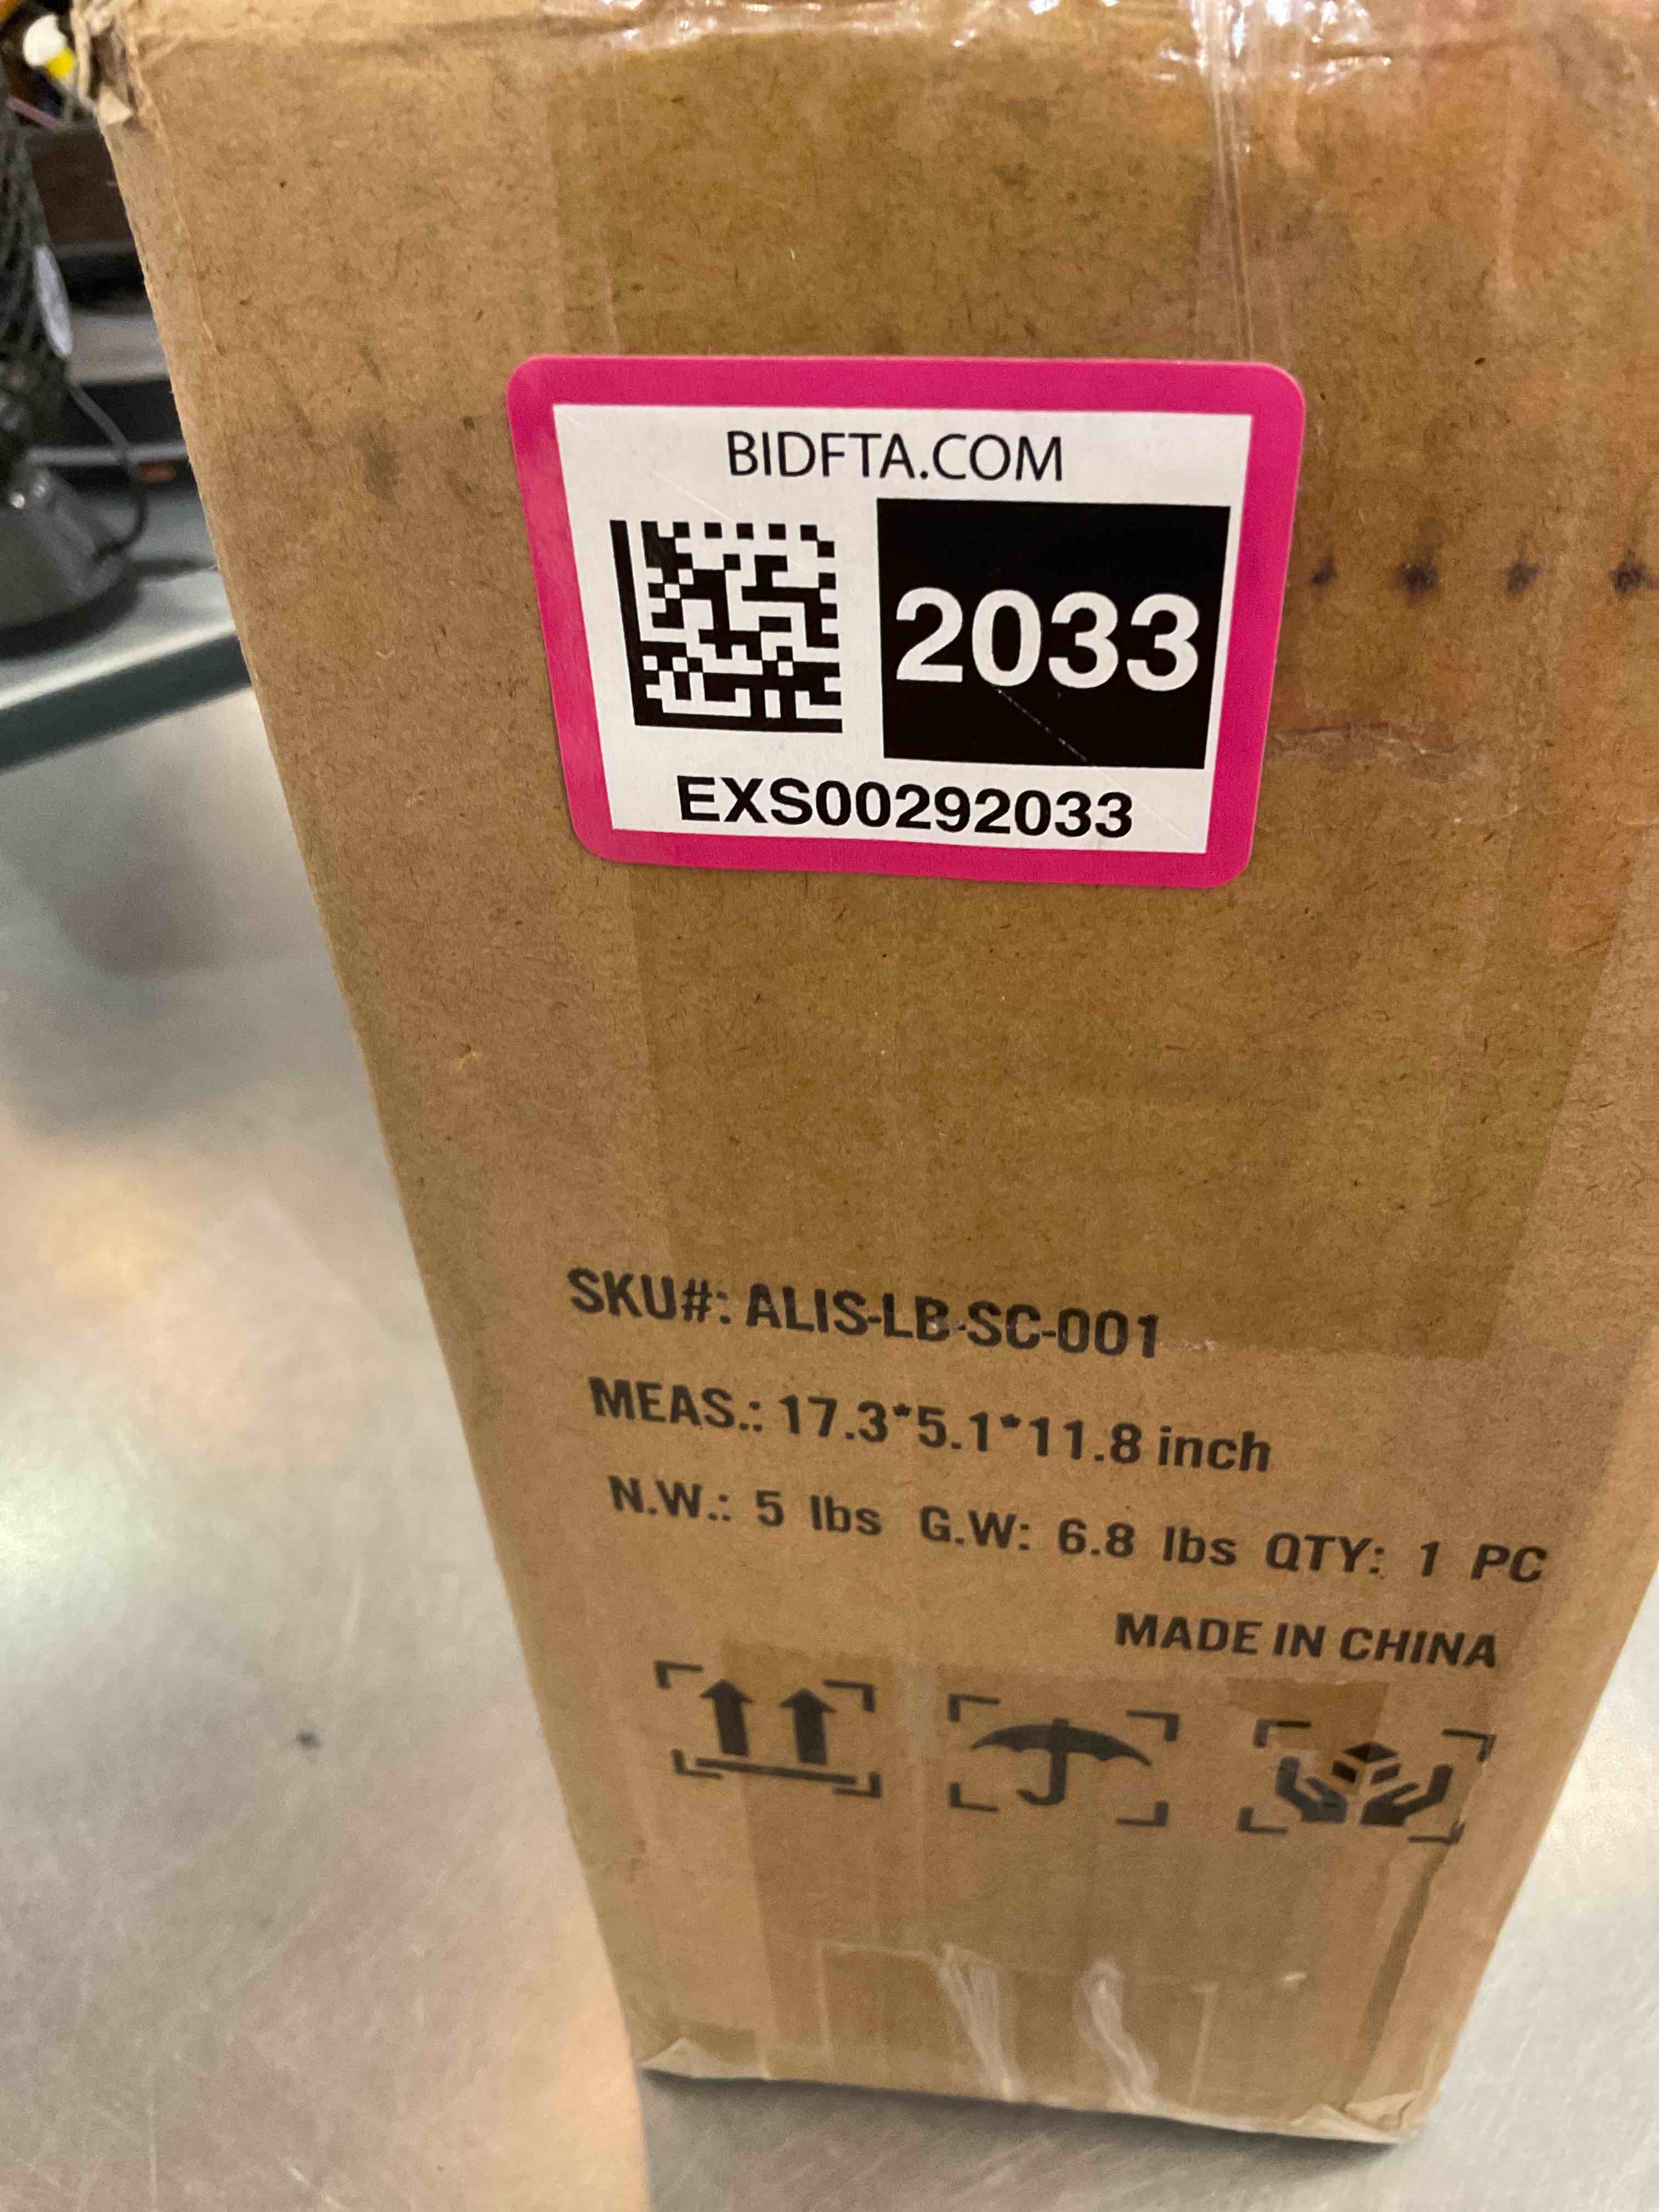 BIDFTA.COM
2033
EXS00292033
SKU#: ALIS-LB-SC-001
MEAS.: 17.3*5.1*11.8 inch
N.W.: 5 lbs G.W: 6.8 lbs QTY: 1 PC
MADE IN CHINA